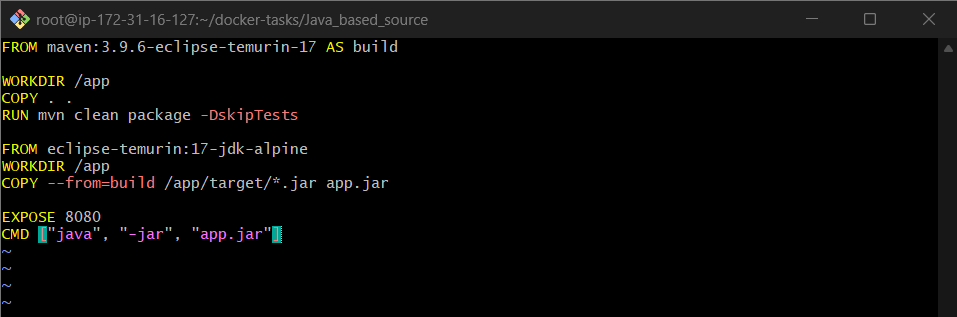 root@ip-172-31-16-127:~/docker-tasks/Java_based_source
FROM maven:3.9.6-eclipse-temurin-17 AS build
WORKDIR /app
COPY . .
RUN mvn clean package -DskipTests
FROM eclipse-temurin:17-jdk-alpine
WORKDIR /app
COPY --from=build /app/target/*.jar app.jar
EXPOSE 8080
CMD ["java", "-jar", "app.jar"]
~
~
~
~